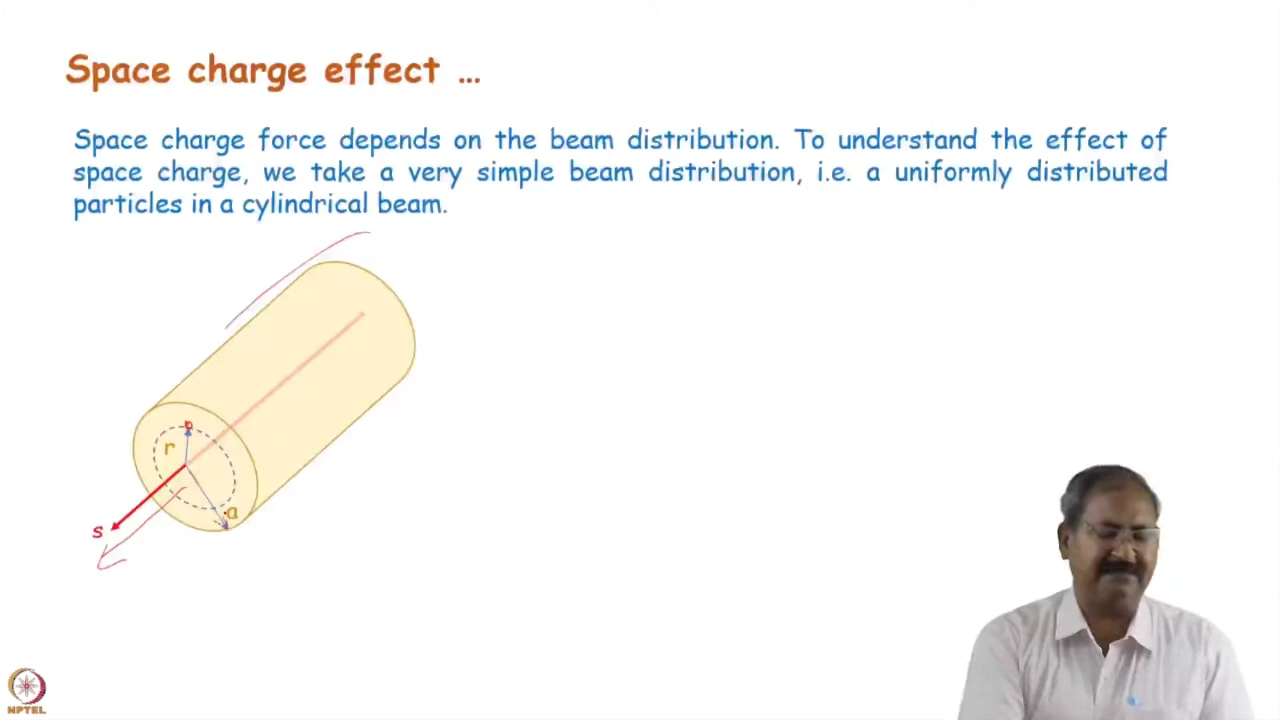 Space charge effect …
Space charge force depends on the beam distribution. To understand the effect of
space charge, we take a very simple beam distribution, i.e. a uniformly distributed
particles in a cylindrical beam.
r
a
s
NPTEL